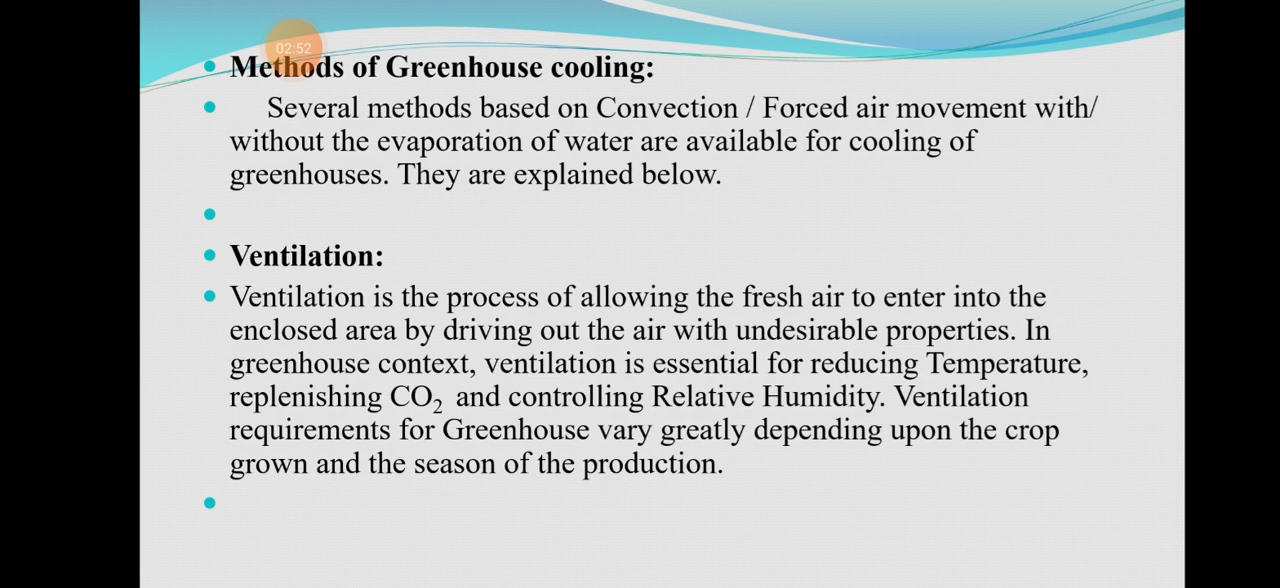 02:52
Methods of Greenhouse cooling:
Several methods based on Convection / Forced air movement with/
without the evaporation of water are available for cooling of
greenhouses. They are explained below.
Ventilation:
Ventilation is the process of allowing the fresh air to enter into the
enclosed area by driving out the air with undesirable properties. In
greenhouse context, ventilation is essential for reducing Temperature,
replenishing CO₂ and controlling Relative Humidity. Ventilation
requirements for Greenhouse vary greatly depending upon the crop
grown and the season of the production.